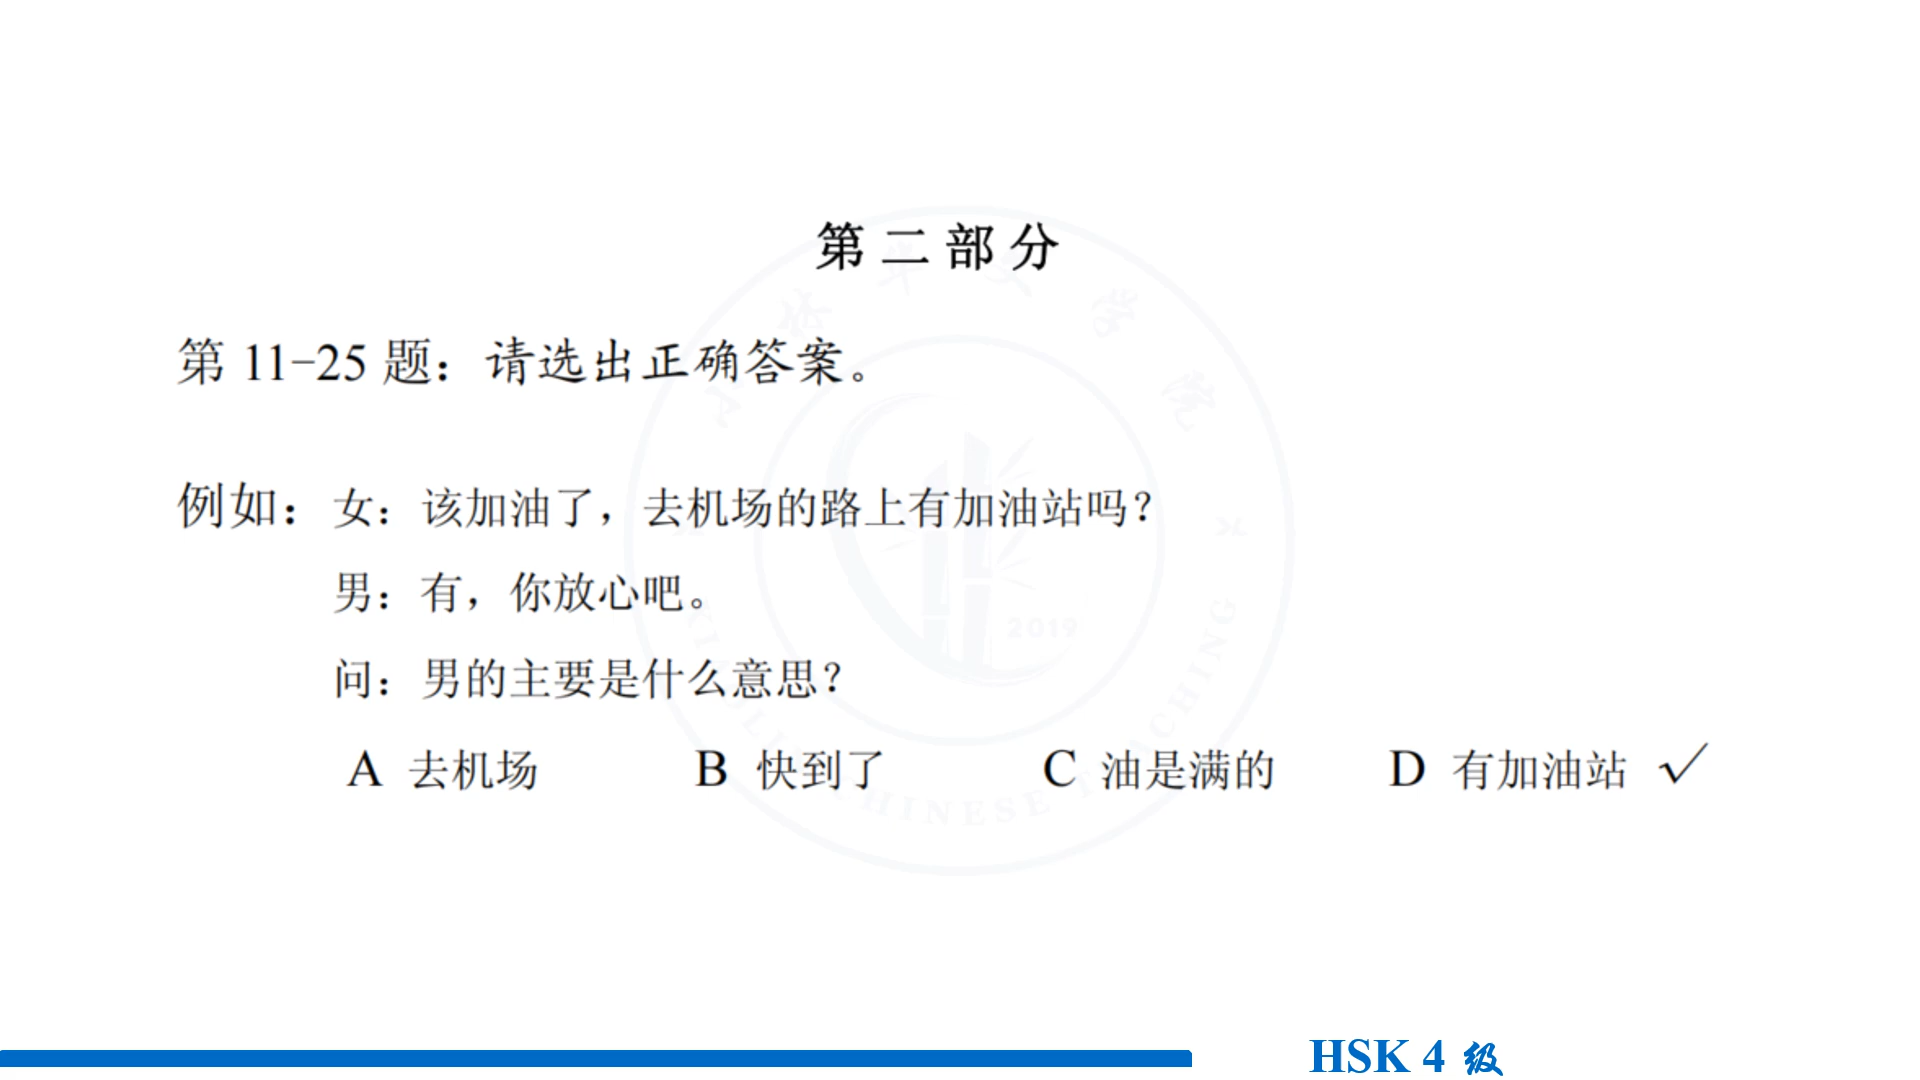 第二部分
第 11-25 题：请选出正确答案。
例如：女：该加油了，去机场的路上有加油站吗？
男：有，你放心吧。
问：男的主要是什么意思？
A 去机场 B 快到了 C 油是满的 D 有加油站 ✓
2019
HSK 4 级